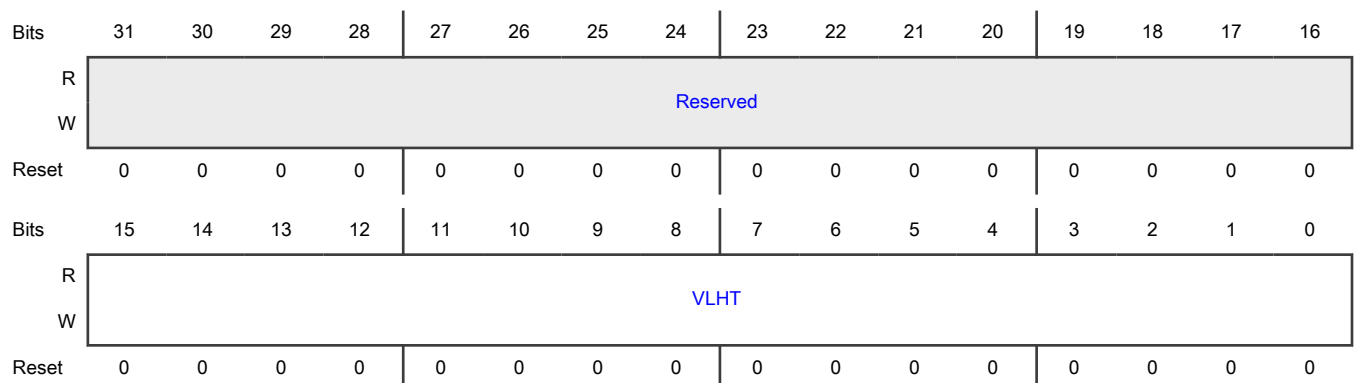 Bits 31 30 29 28 27 26 25 24 23 22 21 20 19 18 17 16
R
Reserved
W
Reset 0 0 0 0 0 0 0 0 0 0 0 0 0 0 0 0
Bits 15 14 13 12 11 10 9 8 7 6 5 4 3 2 1 0
R
VLHT
W
Reset 0 0 0 0 0 0 0 0 0 0 0 0 0 0 0 0